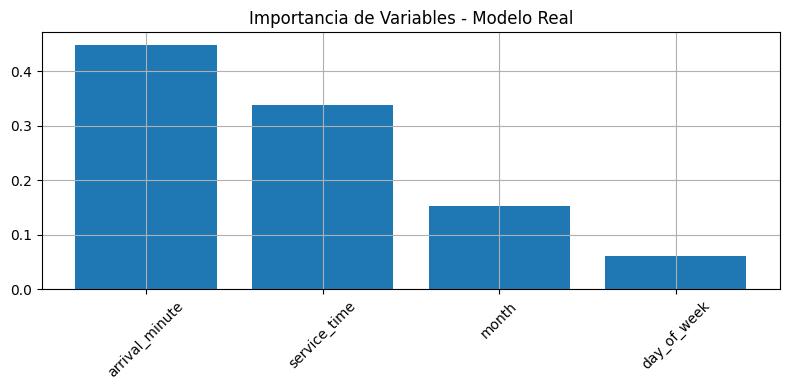 Importancia de Variables - Modelo Real
0.4
0.3
0.2
0.1
0.0
arrival_minute
service_time
month
day_of_week